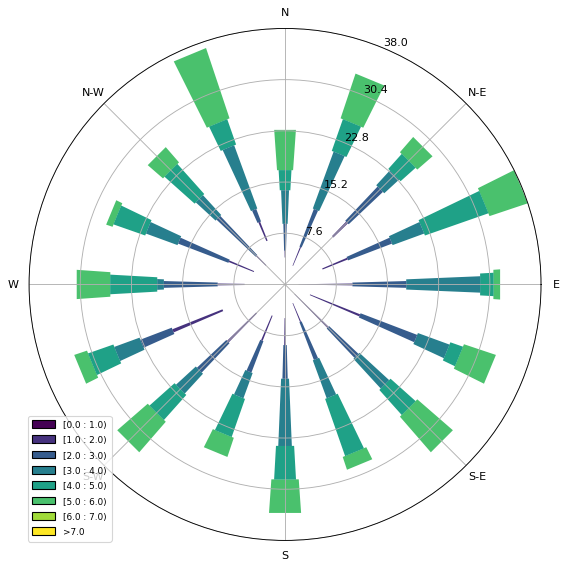 N
38.0
N-W
N-E
30.4
22.8
15.2
7.6
W
E
[0.0 : 1.0)
[1.0 : 2.0)
[2.0 : 3.0)
[3.0 : 4.0)
[4.0 : 5.0)
[5.0 : 6.0)
[6.0 : 7.0)
>7.0
S-W
S-E
S